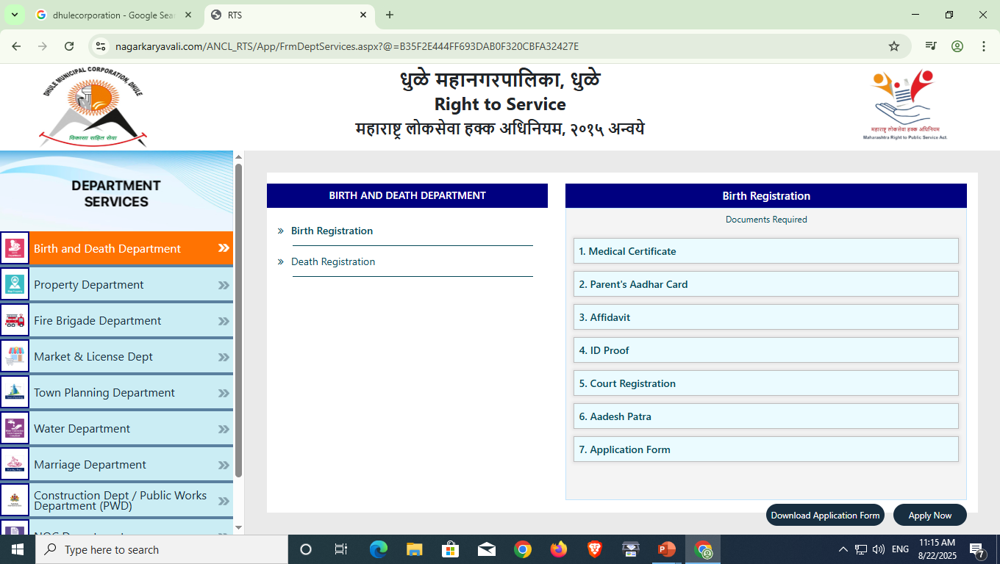 dhulecorporation - Google Sear
RTS
nagarkaryavali.com/ANCL_RTS/App/FrmDeptServices.aspx?@=B35F2E444FF693DAB0F320CBFA32427E
DHULE MUNICIPAL CORPORATION, DHULE
विकासा सहित सेवा
धुळे महानगरपालिका, धुळे
Right to Service
महाराष्ट्र लोकसेवा हक्क अधिनियम, २०१५ अन्वये
महाराष्ट्र लोकसेवा हक्क अधिनियम
Maharashtra Right to Public Service Act.
DEPARTMENT
SERVICES
Birth and Death Department
Property Department
Fire Brigade Department
Market & License Dept
Town Planning Department
Water Department
Marriage Department
Construction Dept / Public Works
Department (PWD)
BIRTH AND DEATH DEPARTMENT
Birth Registration
Death Registration
Birth Registration
Documents Required
1. Medical Certificate
2. Parent's Aadhar Card
3. Affidavit
4. ID Proof
5. Court Registration
6. Aadesh Patra
7. Application Form
Download Application Form
Apply Now
Type here to search
ENG
11:15 AM
8/22/2025
7